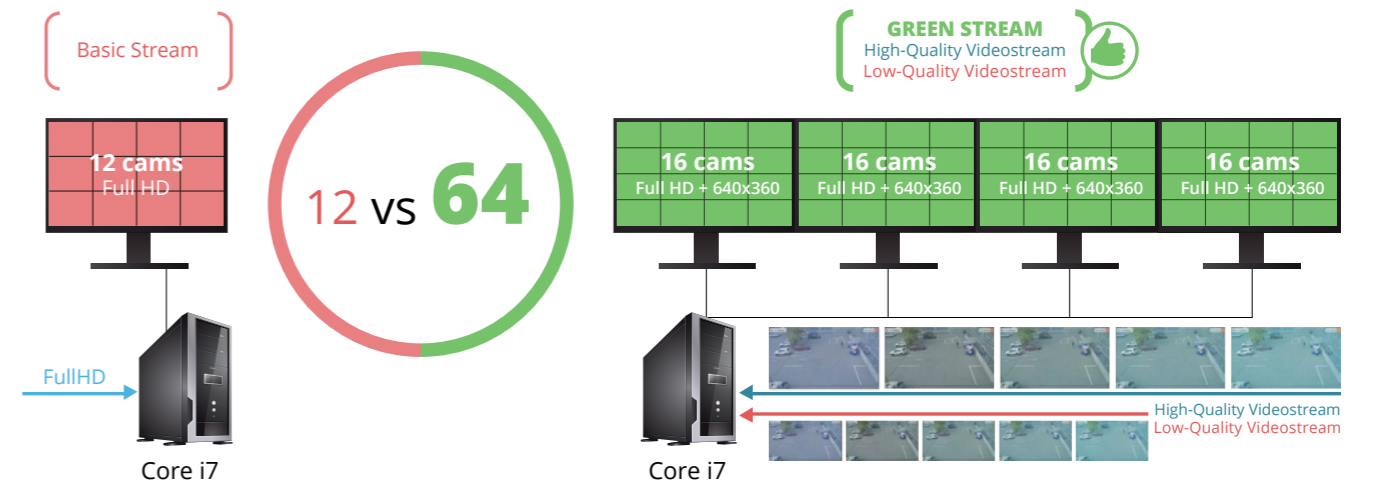 Basic Stream
12 cams
Full HD
FullHD
Core i7
12 vs 64
GREEN STREAM
High-Quality Videostream
Low-Quality Videostream
16 cams
Full HD + 640x360
16 cams
Full HD + 640x360
16 cams
Full HD + 640x360
16 cams
Full HD + 640x360
High-Quality Videostream
Low-Quality Videostream
Core i7